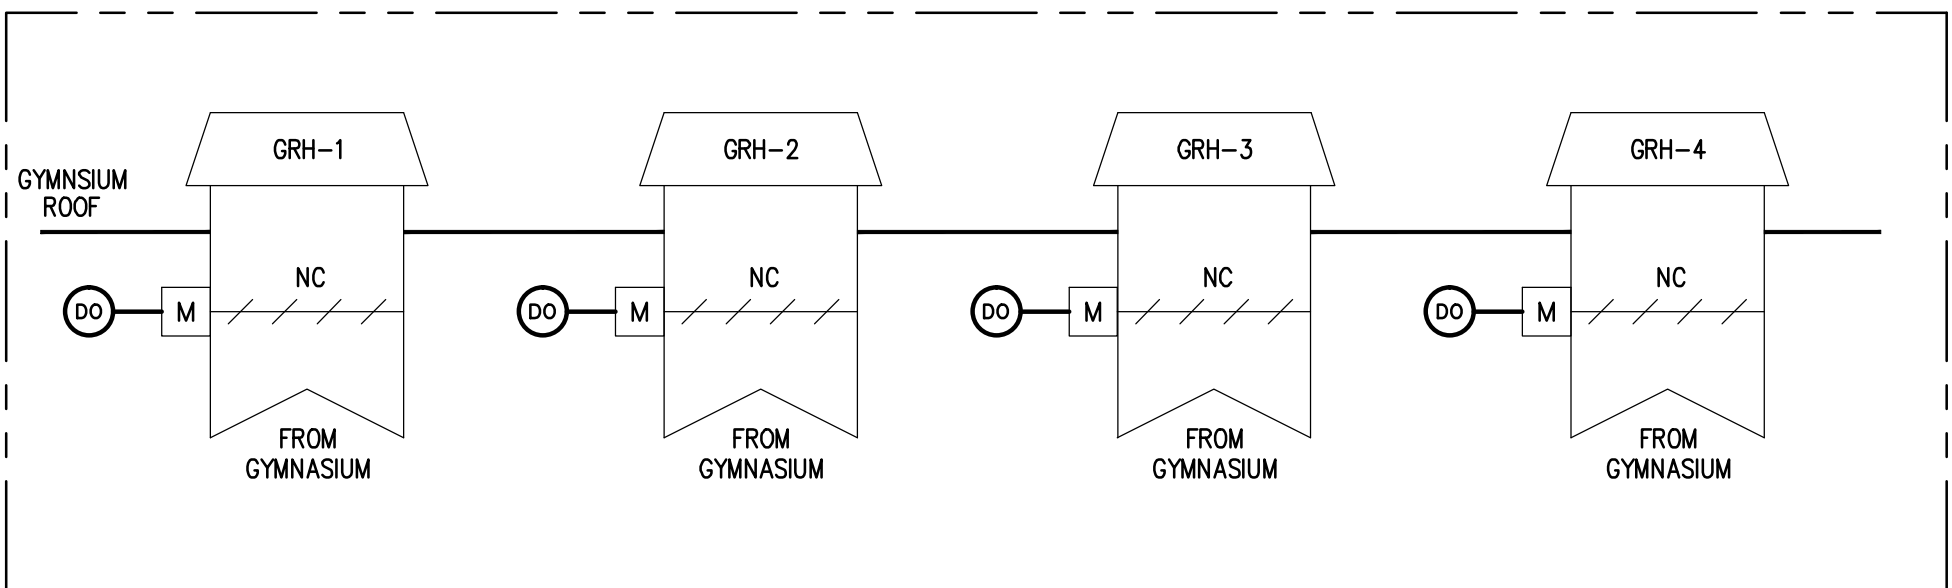 GRH-1
GRH-2
GRH-3
GRH-4
GYMNSIUM
ROOF
NC
NC
NC
NC
DO
M
DO
M
DO
M
DO
M
FROM
GYMNASIUM
FROM
GYMNASIUM
FROM
GYMNASIUM
FROM
GYMNASIUM